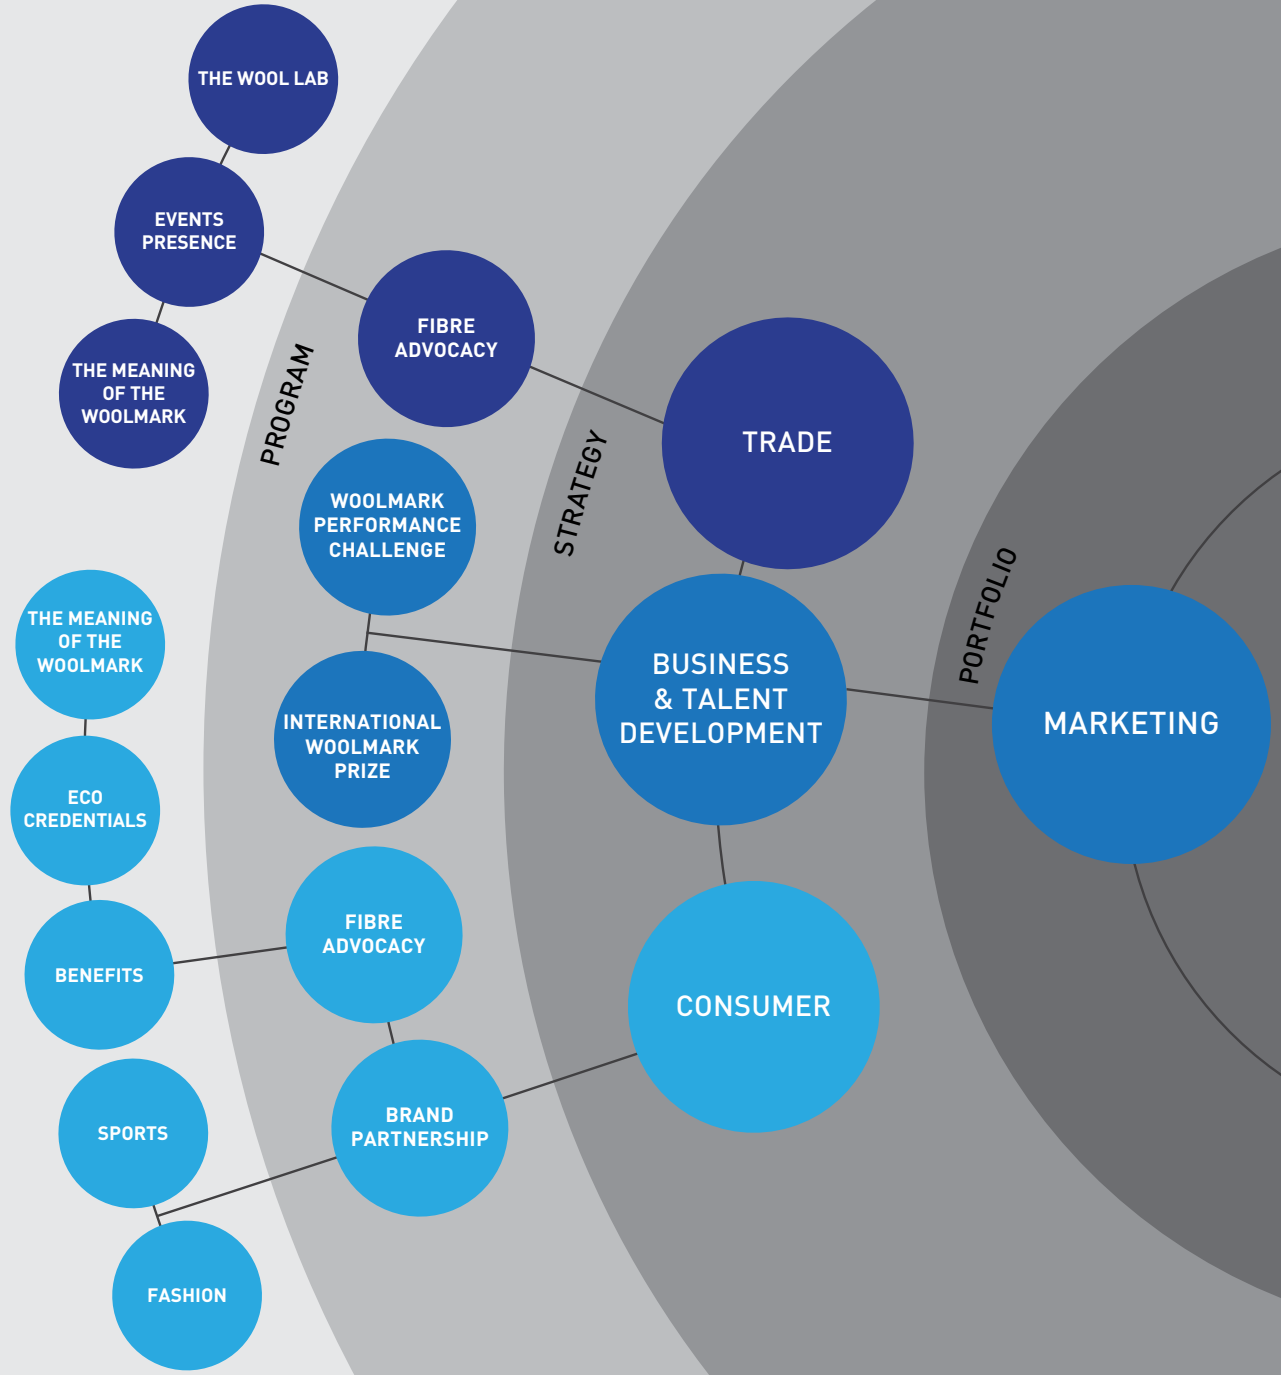 THE WOOL LAB
EVENTS
PRESENCE
THE MEANING
OF THE
WOOLMARK
PROGRAM
FIBRE
ADVOCACY
WOOLMARK
PERFORMANCE
CHALLENGE
INTERNATIONAL
WOOLMARK
PRIZE
STRATEGY
TRADE
BUSINESS
& TALENT
DEVELOPMENT
PORTFOLIO
MARKETING
THE MEANING
OF THE
WOOLMARK
ECO
CREDENTIALS
BENEFITS
FIBRE
ADVOCACY
CONSUMER
SPORTS
BRAND
PARTNERSHIP
FASHION